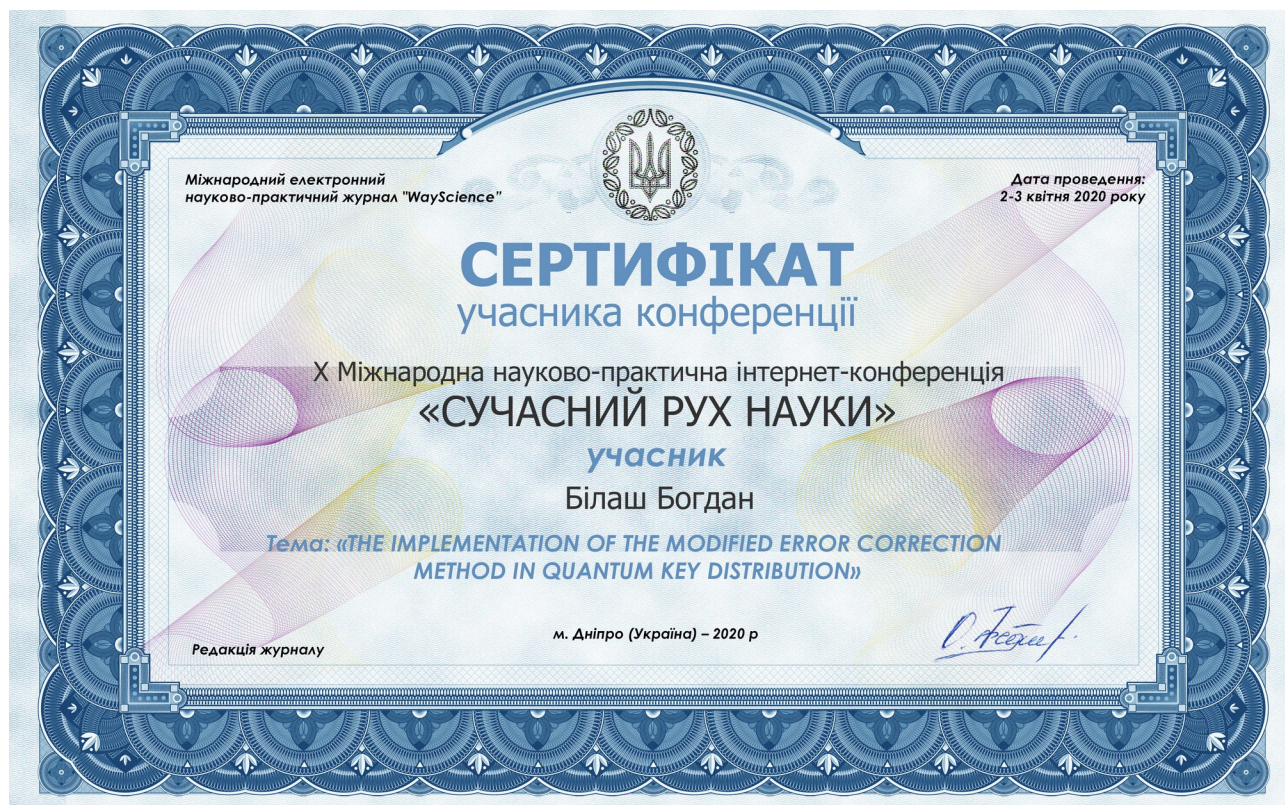 Міжнародний електронний
науково-практичний журнал "WayScience"
Дата проведення:
2-3 квітня 2020 року
СЕРТИФІКАТ
учасника конференції
X Міжнародна науково-практична інтернет-конференція
«СУЧАСНИЙ РУХ НАУКИ»
учасник
Білаш Богдан
Тема: «THE IMPLEMENTATION OF THE MODIFIED ERROR CORRECTION
METHOD IN QUANTUM KEY DISTRIBUTION»
м. Дніпро (Україна) – 2020 р
Редакція журналу